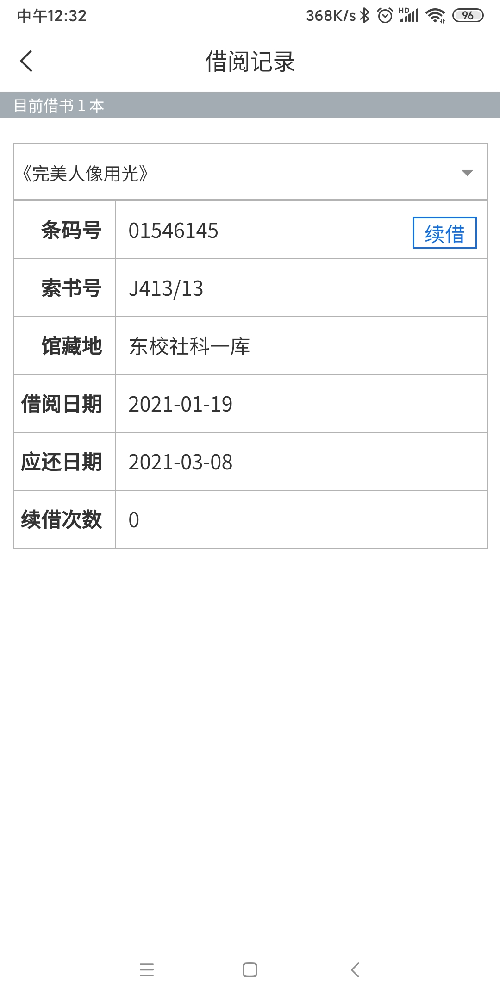 中午12:32 368K/s HD 96
借阅记录
目前借书 1 本
《完美人像用光》
条码号 01546145 续借
索书号 J413/13
馆藏地 东校社科一库
借阅日期 2021-01-19
应还日期 2021-03-08
续借次数 0